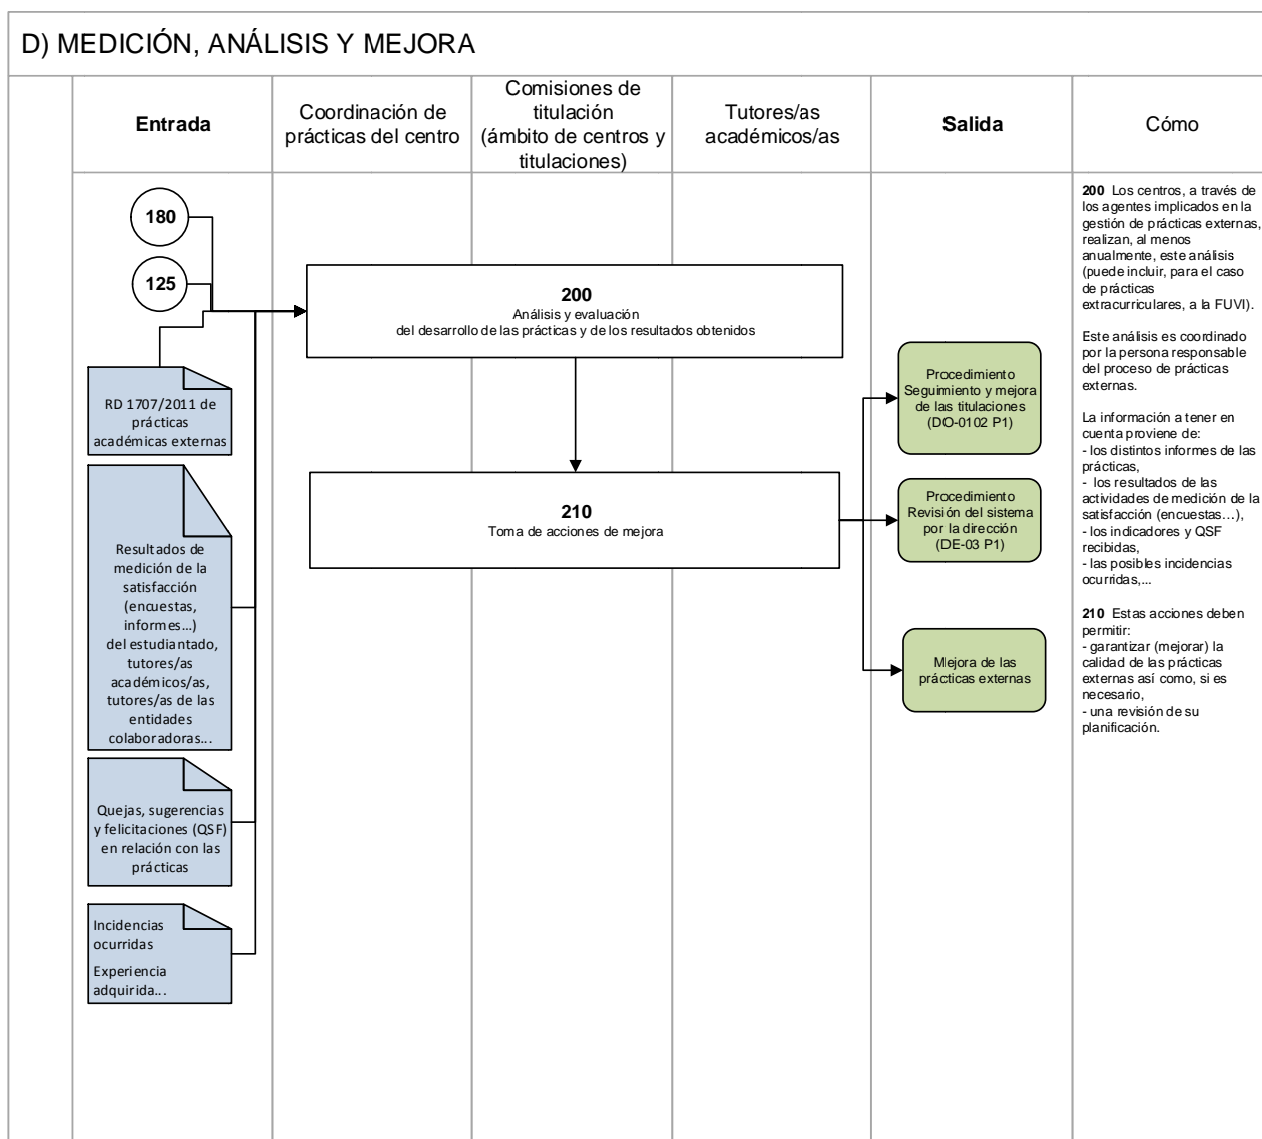 D) MEDICIÓN, ANÁLISIS Y MEJORA
Entrada
Coordinación de
prácticas del centro
Comisiones de
titulación
(ámbito de centros y
titulaciones)
Tutores/as
académicos/as
Salida
Cómo
180
125
RD 1707/2011 de
prácticas
académicas externas
Resultados de
medición de la
satisfacción
(encuestas,
informes...)
del estudiantado,
tutores/as
académicos/as,
tutores/as de las
entidades
colaboradoras...
Quejas, sugerencias
y felicitaciones (QSF)
en relación con las
prácticas
Incidencias
ocurridas
Experiencia
adquirida...
200
Análisis y evaluación
del desarrollo de las prácticas y de los resultados obtenidos
210
Toma de acciones de mejora
Procedimiento
Seguimiento y mejora
de las titulaciones
(DO-0102 P1)
Procedimiento
Revisión del sistema
por la dirección
(DE-03 P1)
Mejora de las
prácticas externas
200 Los centros, a través de
los agentes implicados en la
gestión de prácticas externas,
realizan, al menos
anualmente, este análisis
(puede incluir, para el caso
de prácticas
extracurriculares, a la FUVI).
Este análisis es coordinado
por la persona responsable
del proceso de prácticas
externas.
La información a tener en
cuenta proviene de:
- los distintos informes de las
prácticas,
- los resultados de las
actividades de medición de la
satisfacción (encuestas...),
- los indicadores y QSF
recibidas,
- las posibles incidencias
ocurridas,...
210 Estas acciones deben
permitir:
- garantizar (mejorar) la
calidad de las prácticas
externas así como, si es
necesario,
- una revisión de su
planificación.